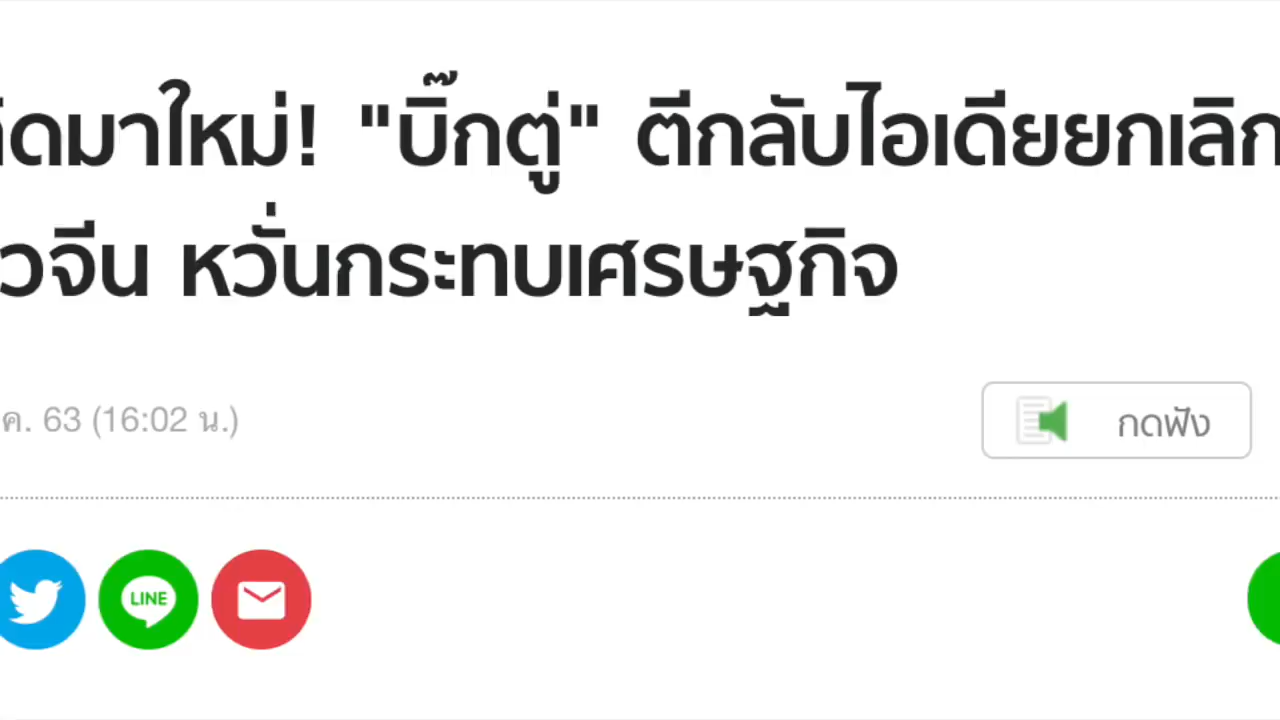 คิดมาใหม่! "บิ๊กตู่" ตีกลับไอเดียยกเลิก
วจีน หวั่นกระทบเศรษฐกิจ
ค. 63 (16:02 น.)
กดฟัง
LINE